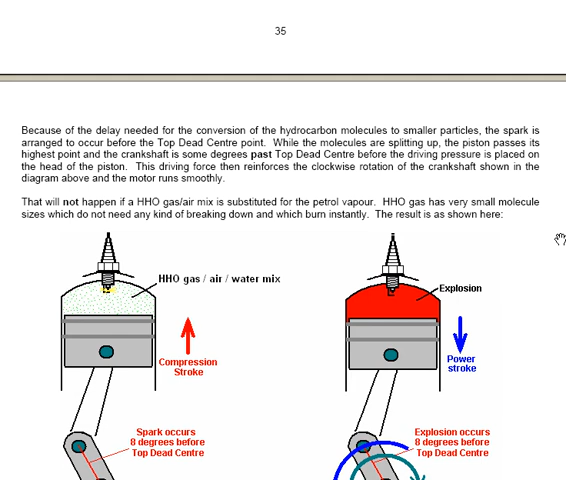 35
Because of the delay needed for the conversion of the hydrocarbon molecules to smaller particles, the spark is
arranged to occur before the Top Dead Centre point. While the molecules are splitting up, the piston passes its
highest point and the crankshaft is some degrees past Top Dead Centre before the driving pressure is placed on
the head of the piston. This driving force then reinforces the clockwise rotation of the crankshaft shown in the
diagram above and the motor runs smoothly.
That will not happen if a HHO gas/air mix is substituted for the petrol vapour. HHO gas has very small molecule
sizes which do not need any kind of breaking down and which burn instantly. The result is as shown here:
HHO gas / air / water mix
Compression
Stroke
Spark occurs
8 degrees before
Top Dead Centre
Explosion
Power
stroke
Explosion occurs
8 degrees before
Top Dead Centre